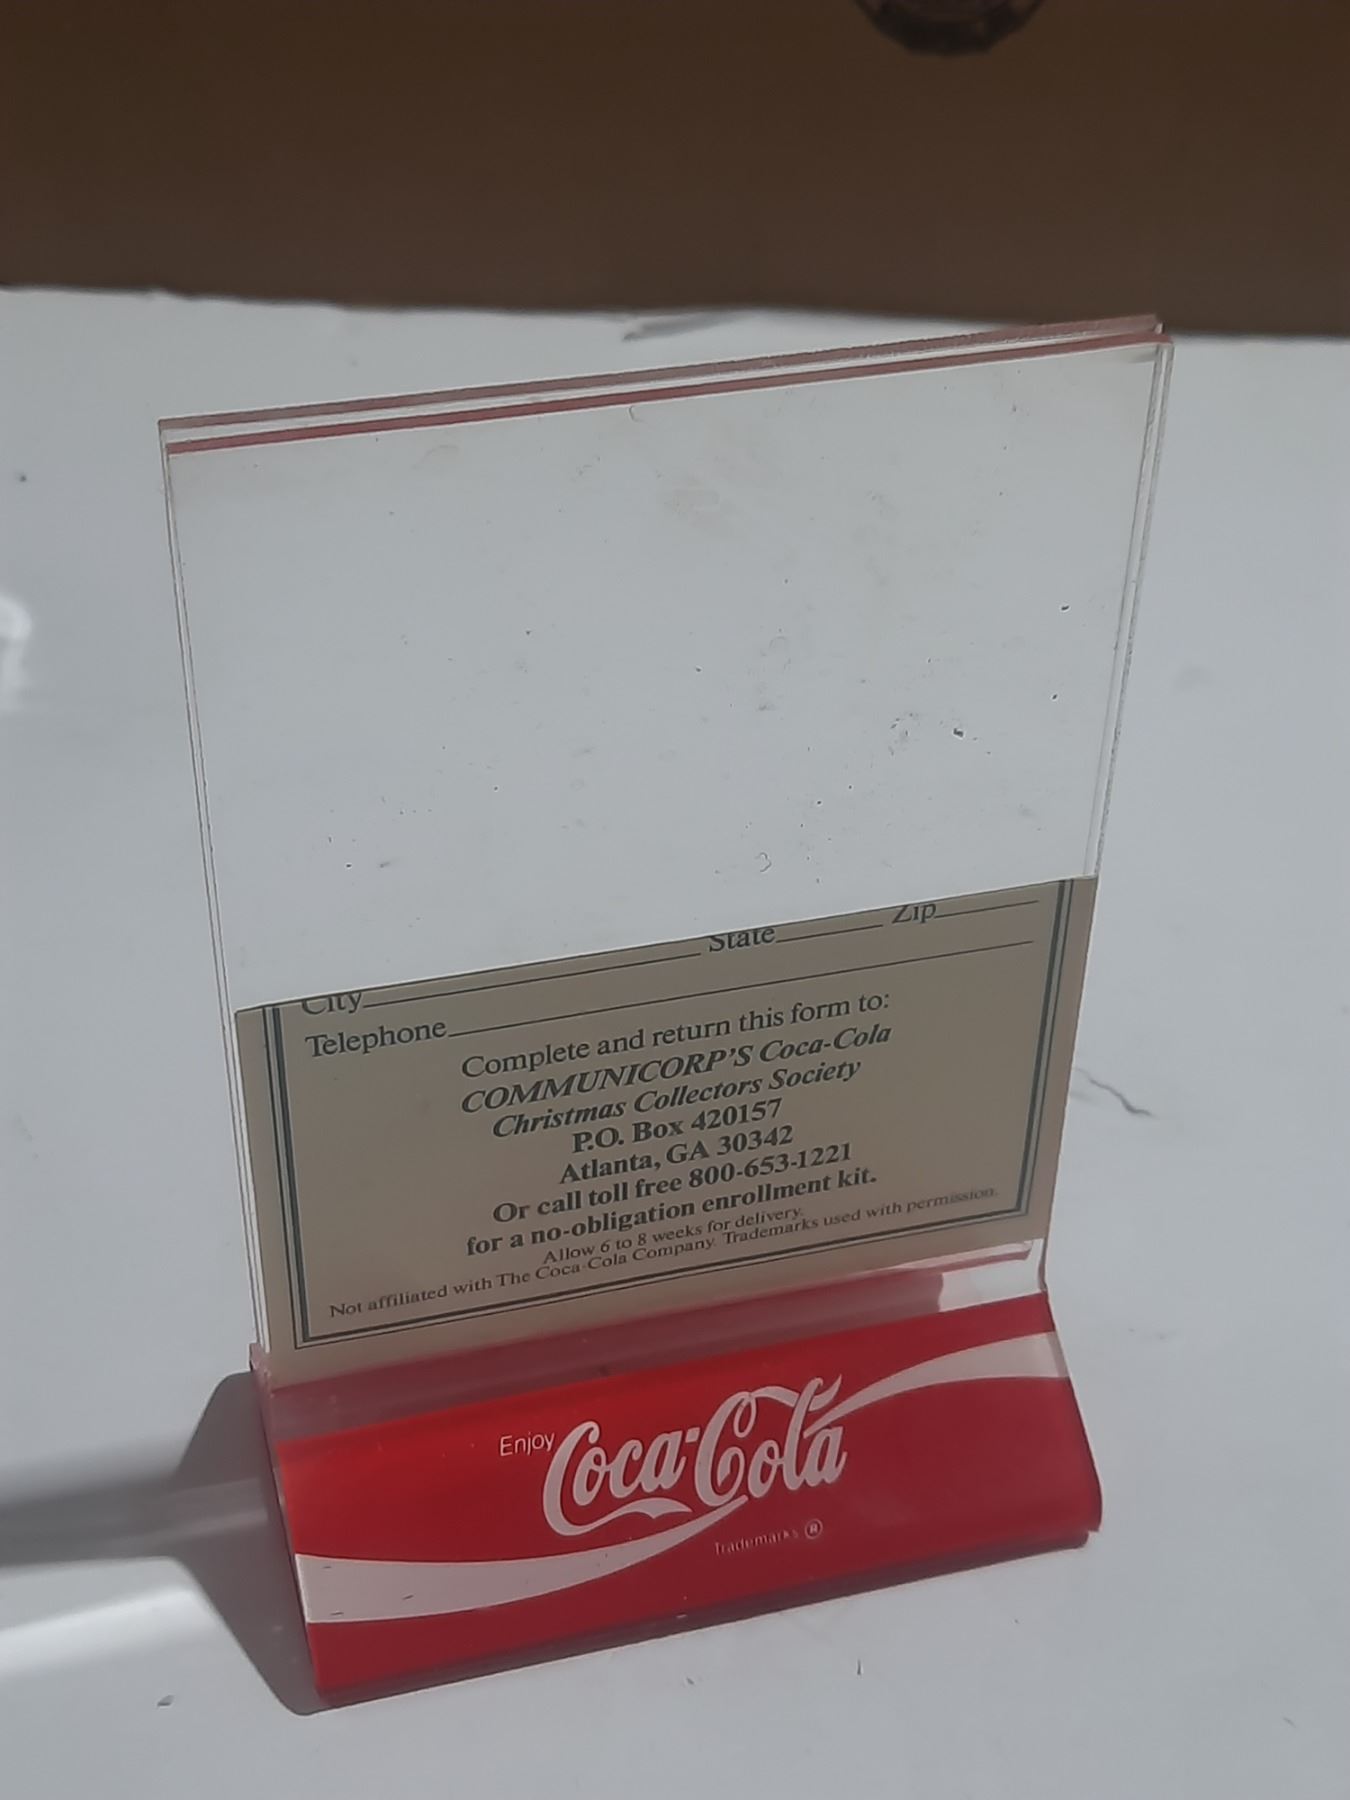 City State Zip
Telephone
Complete and return this form to:
COMMUNICORP'S Coca-Cola
Christmas Collectors Society
P.O. Box 420157
Atlanta, GA 30342
Or call toll free 800-653-1221
for a no-obligation enrollment kit.
Allow 6 to 8 weeks for delivery.
Not affiliated with The Coca-Cola Company. Trademarks used with permission.
Enjoy
Coca-Cola
Trademarks ®